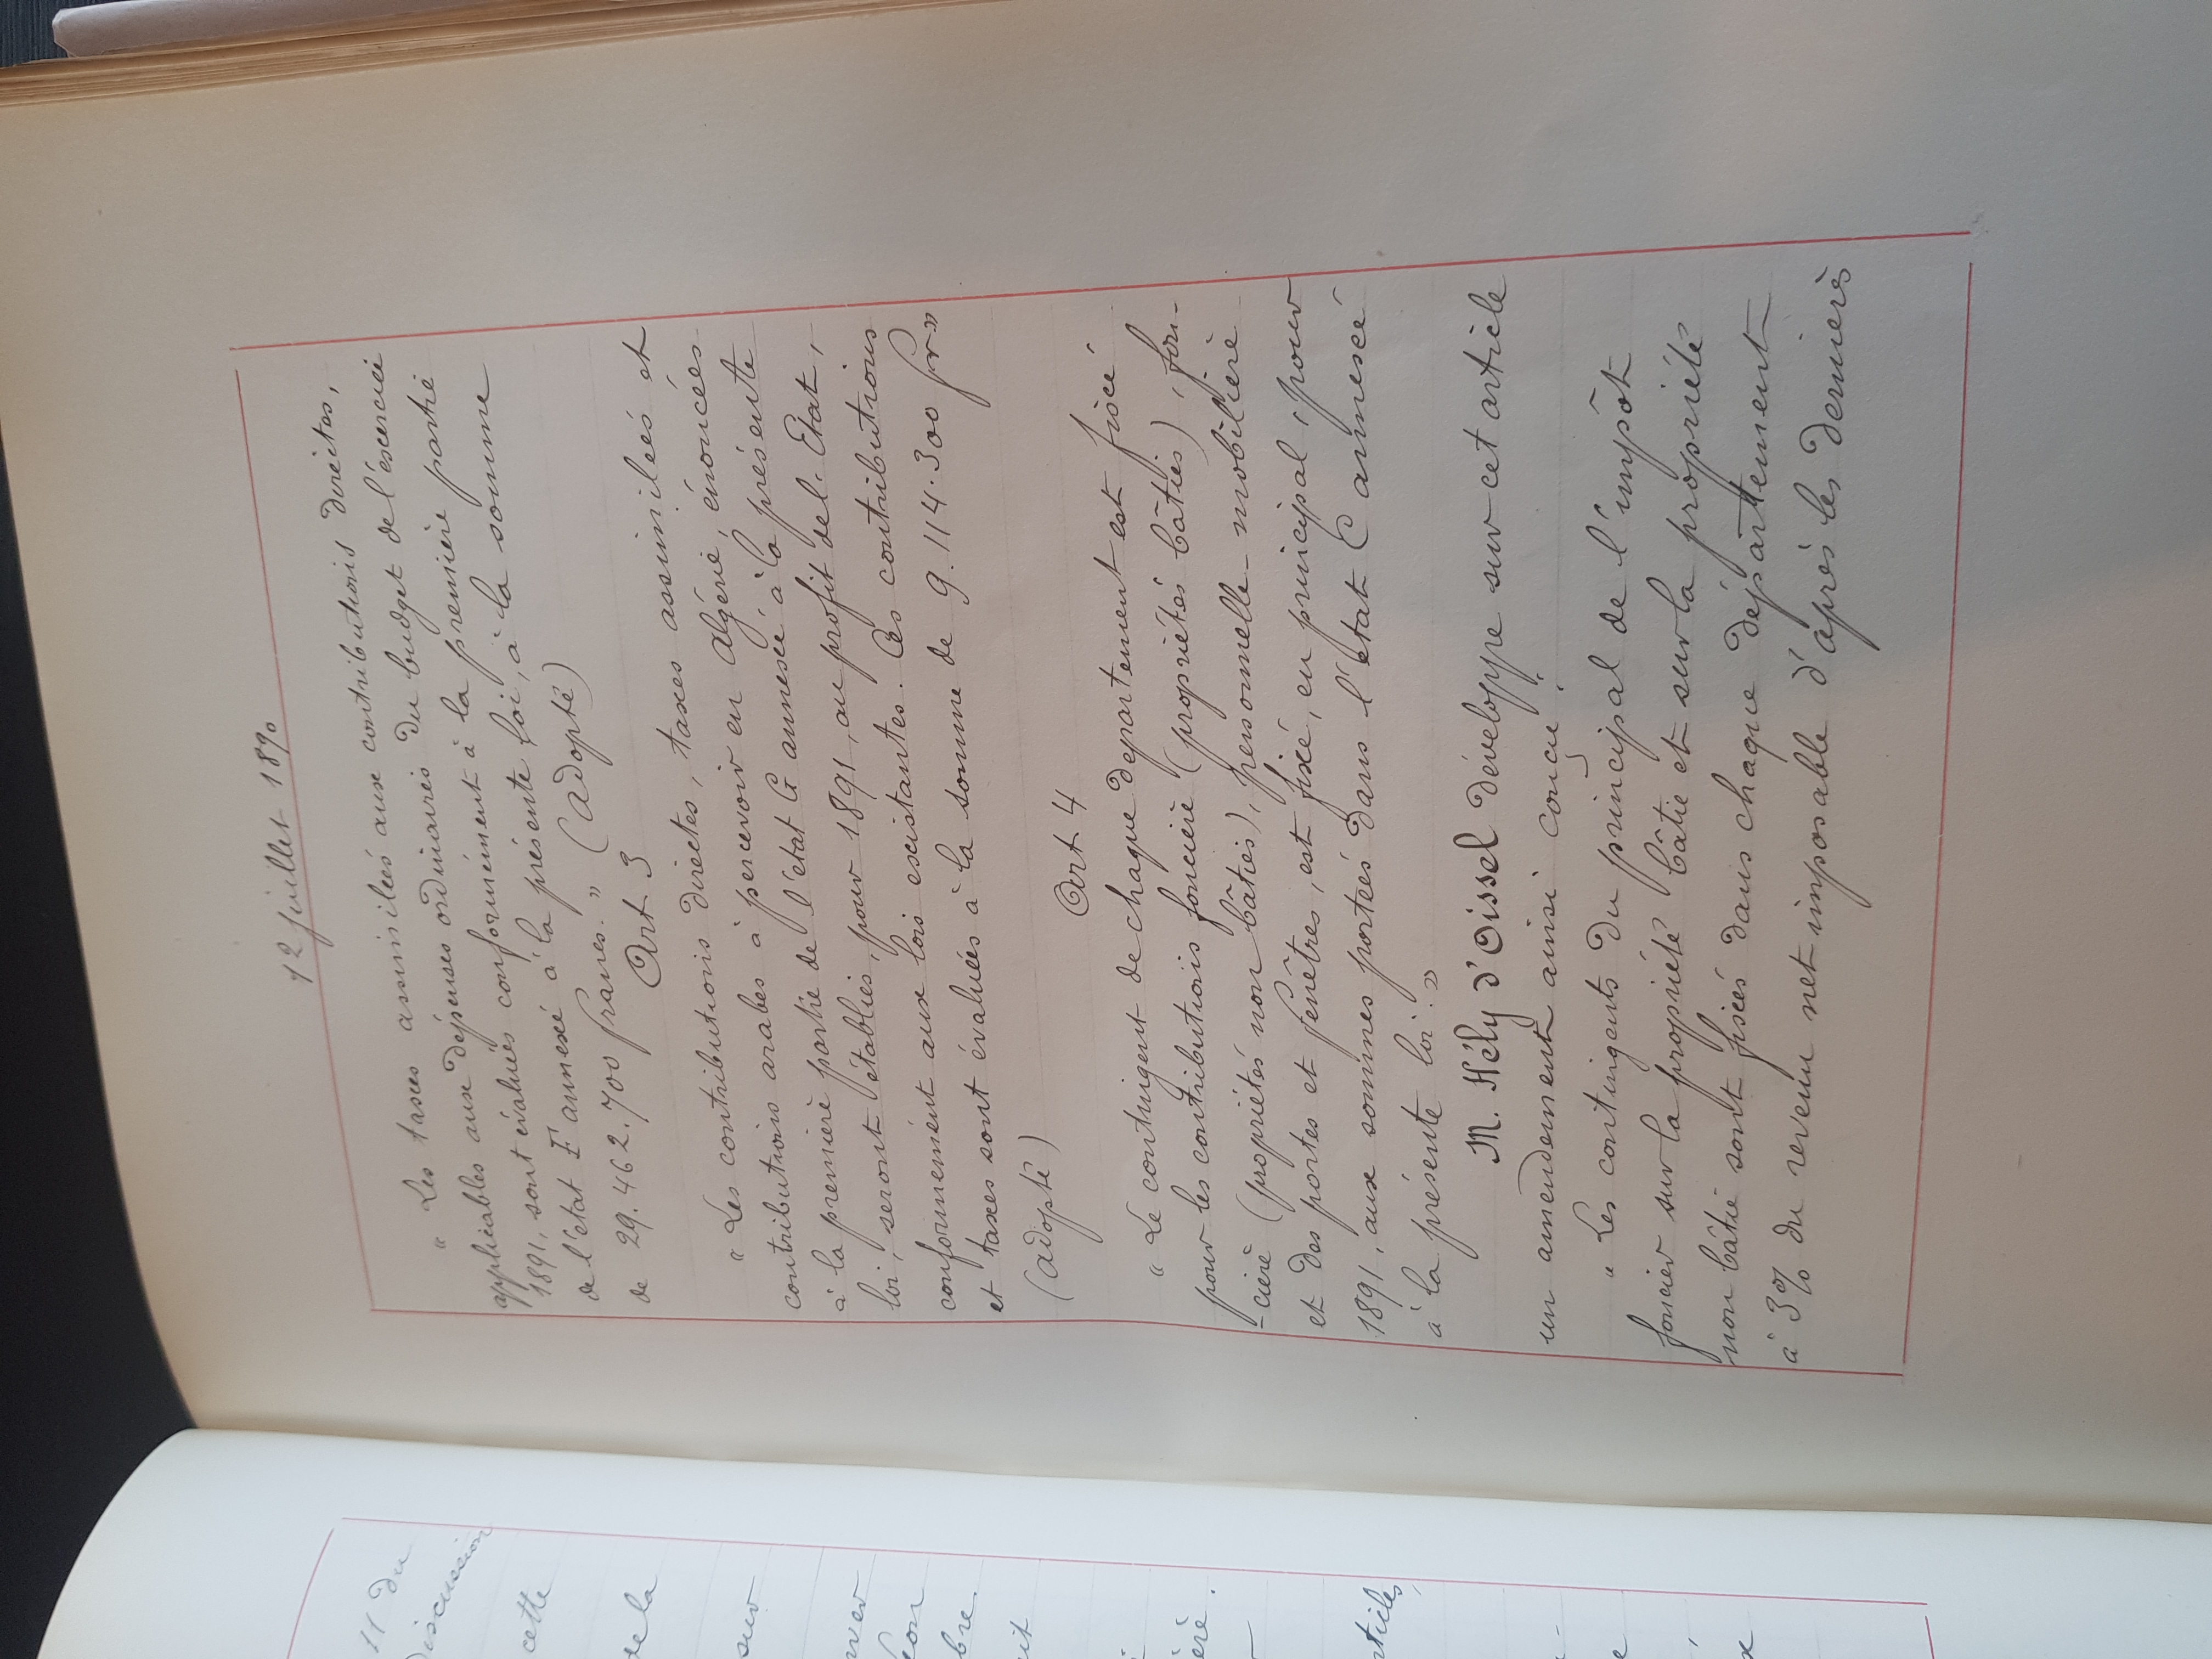 11 du
Discussion
cette
de la
sur
bre
articles,
12 juillet 1890
" Les taxes assimilées aux contributions directes,
applicables aux dépenses ordinaires du budget de l'exercice
1891, sont évaluées conformément à la première partie
de l'état F annexé à la présente loi, à la somme
de 29.462.700 francs. " (adopté)
Art 3
" Les contributions directes, taxes assimilées et
contributions arabes à percevoir en Algérie, énoncées
à la première partie de l'état G annexé à la présente
loi, seront établies, pour 1891, au profit de l'Etat,
conformément aux lois existantes. Ces contributions
et taxes sont évaluées à la somme de 9.114.300 fr "
(adopté)
Art 4
" Le contingent de chaque département est fixé
pour les contributions foncière (propriétés bâties), fon-
-cière (propriétés non bâties), personnelle-mobilière
et des portes et fenêtres, est fixé, en principal, pour
1891, aux sommes portées dans l'état C annexé
à la présente loi. "
M. Hély d'Oissel développe sur cet article
un amendement ainsi conçu :
" Les contingents du principal de l'impôt
foncier sur la propriété bâtie et sur la propriété
non bâtie sont fixés dans chaque département
à 3% du revenu net imposable d'après les dernières